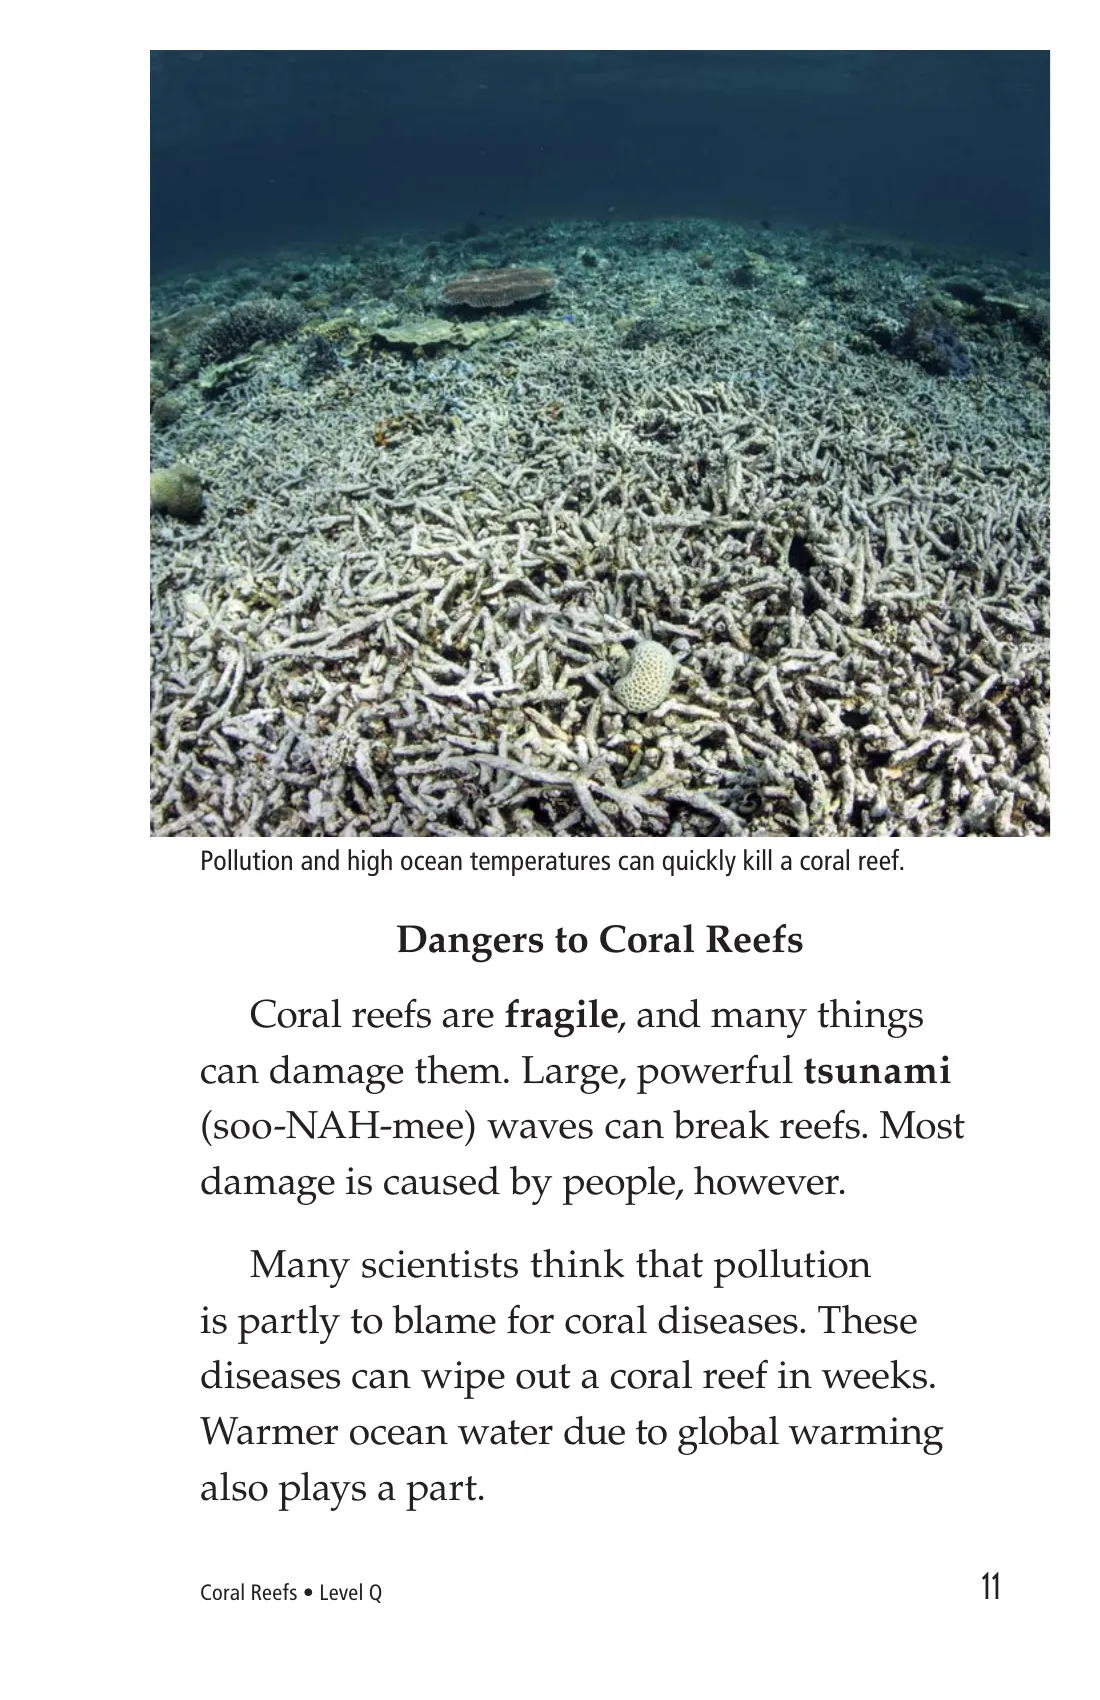 Pollution and high ocean temperatures can quickly kill a coral reef.
Dangers to Coral Reefs
Coral reefs are fragile, and many things
can damage them. Large, powerful tsunami
(soo-NAH-mee) waves can break reefs. Most
damage is caused by people, however.
Many scientists think that pollution
is partly to blame for coral diseases. These
diseases can wipe out a coral reef in weeks.
Warmer ocean water due to global warming
also plays a part.
Coral Reefs • Level Q
11